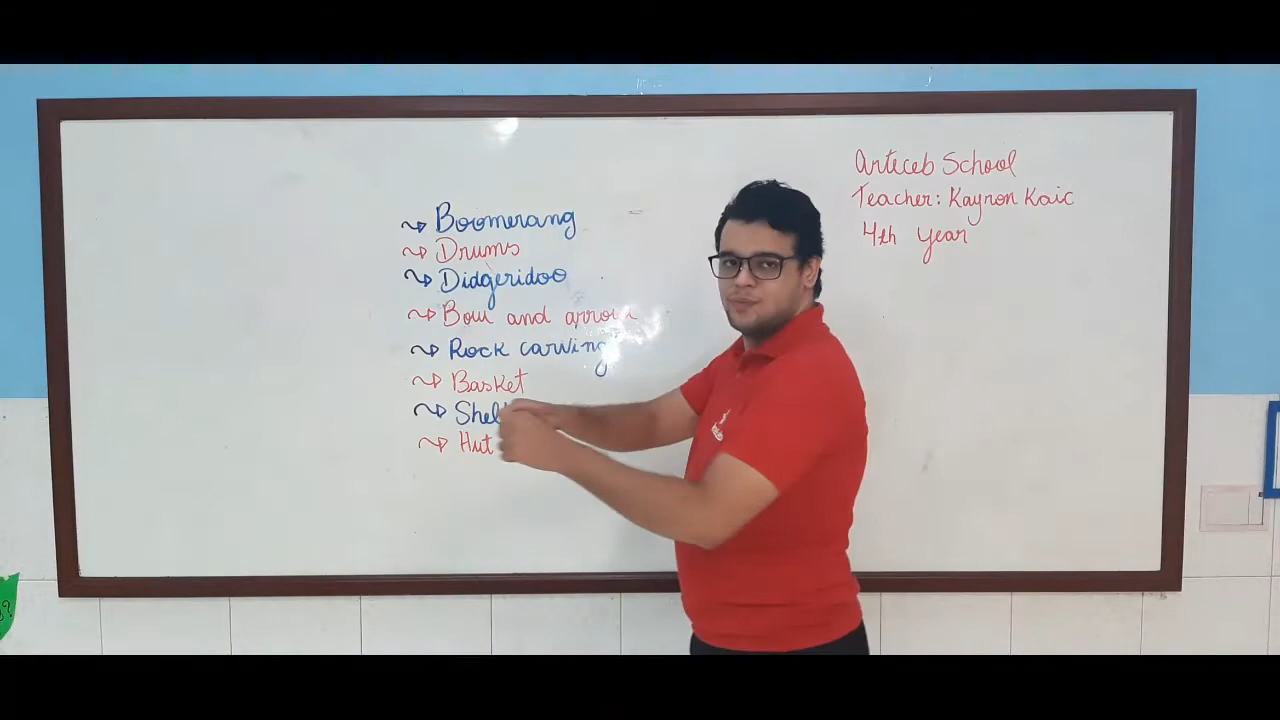 Boomerang
Drums
Didgeridoo
Bow and arrow
Rock carving
Basket
Hut
Arteceb School
Teacher: Kaynon Kaic
4th year